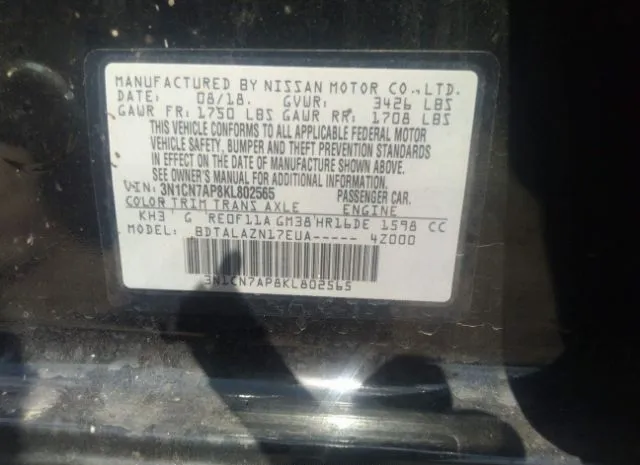 MANUFACTURED BY NISSAN MOTOR CO.,LTD.
DATE: 08/18. GVWR: 3426 LBS
GAWR FR: 1750 LBS GAWR RR: 1708 LBS
THIS VEHICLE CONFORMS TO ALL APPLICABLE FEDERAL MOTOR
VEHICLE SAFETY, BUMPER AND THEFT PREVENTION STANDARDS
IN EFFECT ON THE DATE OF MANUFACTURE SHOWN ABOVE.
SEE OWNER'S MANUAL FOR ADDITIONAL INFORMATION.
VIN: 3N1CN7AP8KL802565 PASSENGER CAR.
COLOR TRIM TRANS AXLE ENGINE
KH3 G RE0F11A GM38 HR16DE 1598 CC
MODEL: BDTALAZN17EUA----- 42000
3N1CN7AP8KL802565